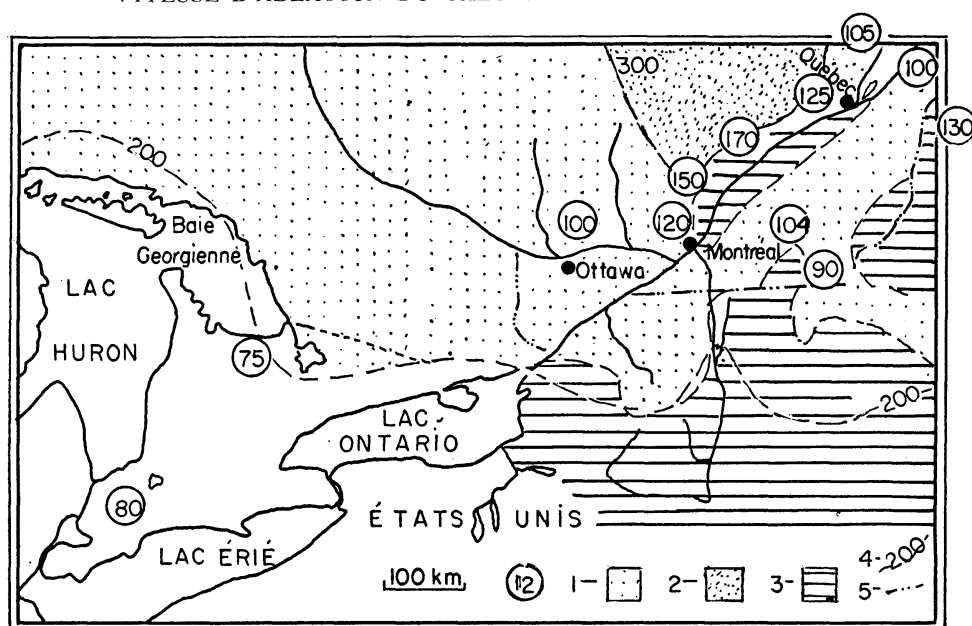 105
Québec
100
300
125
130
170
200
150
Baie
Georgienne
100
120
104
Montreal
90
Ottawa
LAC
HURON
75
200
LAC
ONTARIO
80
ÉTATS UNIS
LAC ÉRIÉ
100 km
12
1-
2-
3-
4-200
5-